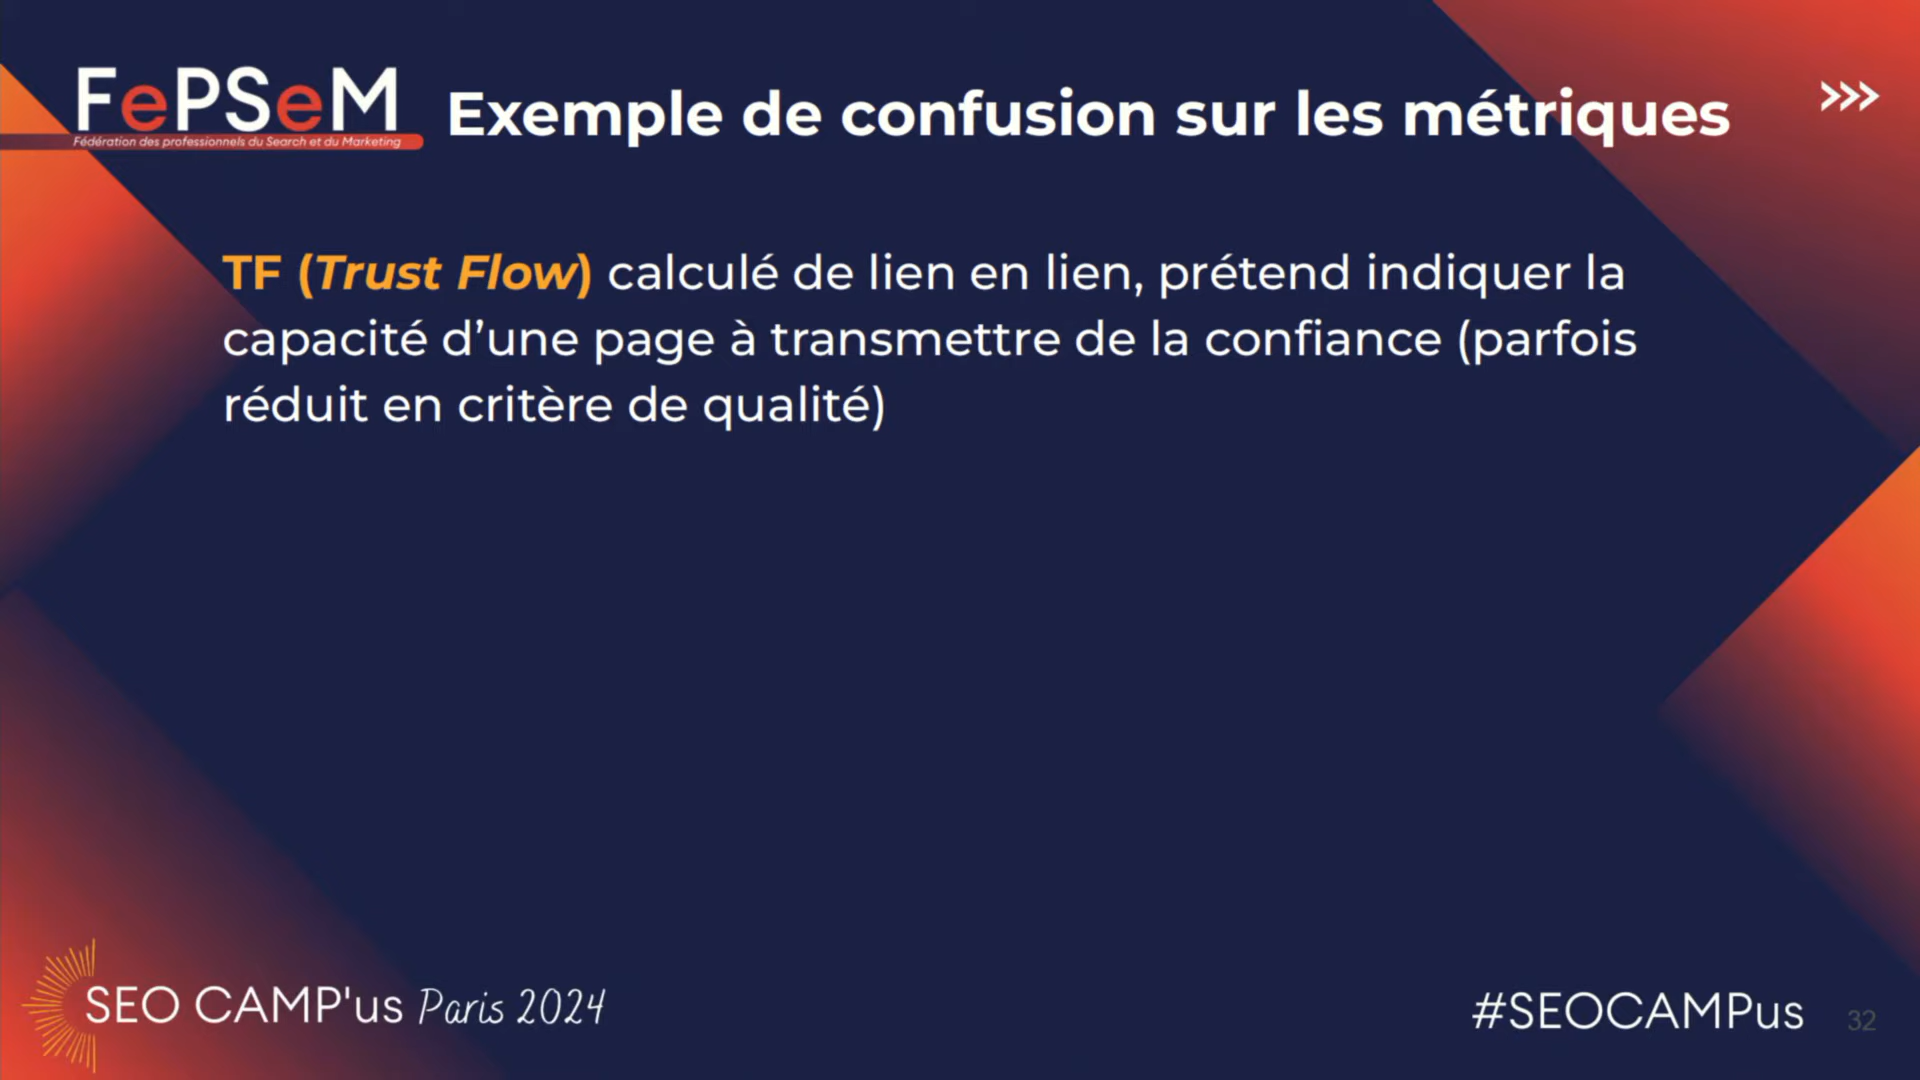 FePSeM
Fédération des professionnels du Search et du Marketing
Exemple de confusion sur les métriques
TF (Trust Flow) calculé de lien en lien, prétend indiquer la
capacité d’une page à transmettre de la confiance (parfois
réduit en critère de qualité)
SEO CAMP'us Paris 2024
#SEOCAMPus
32